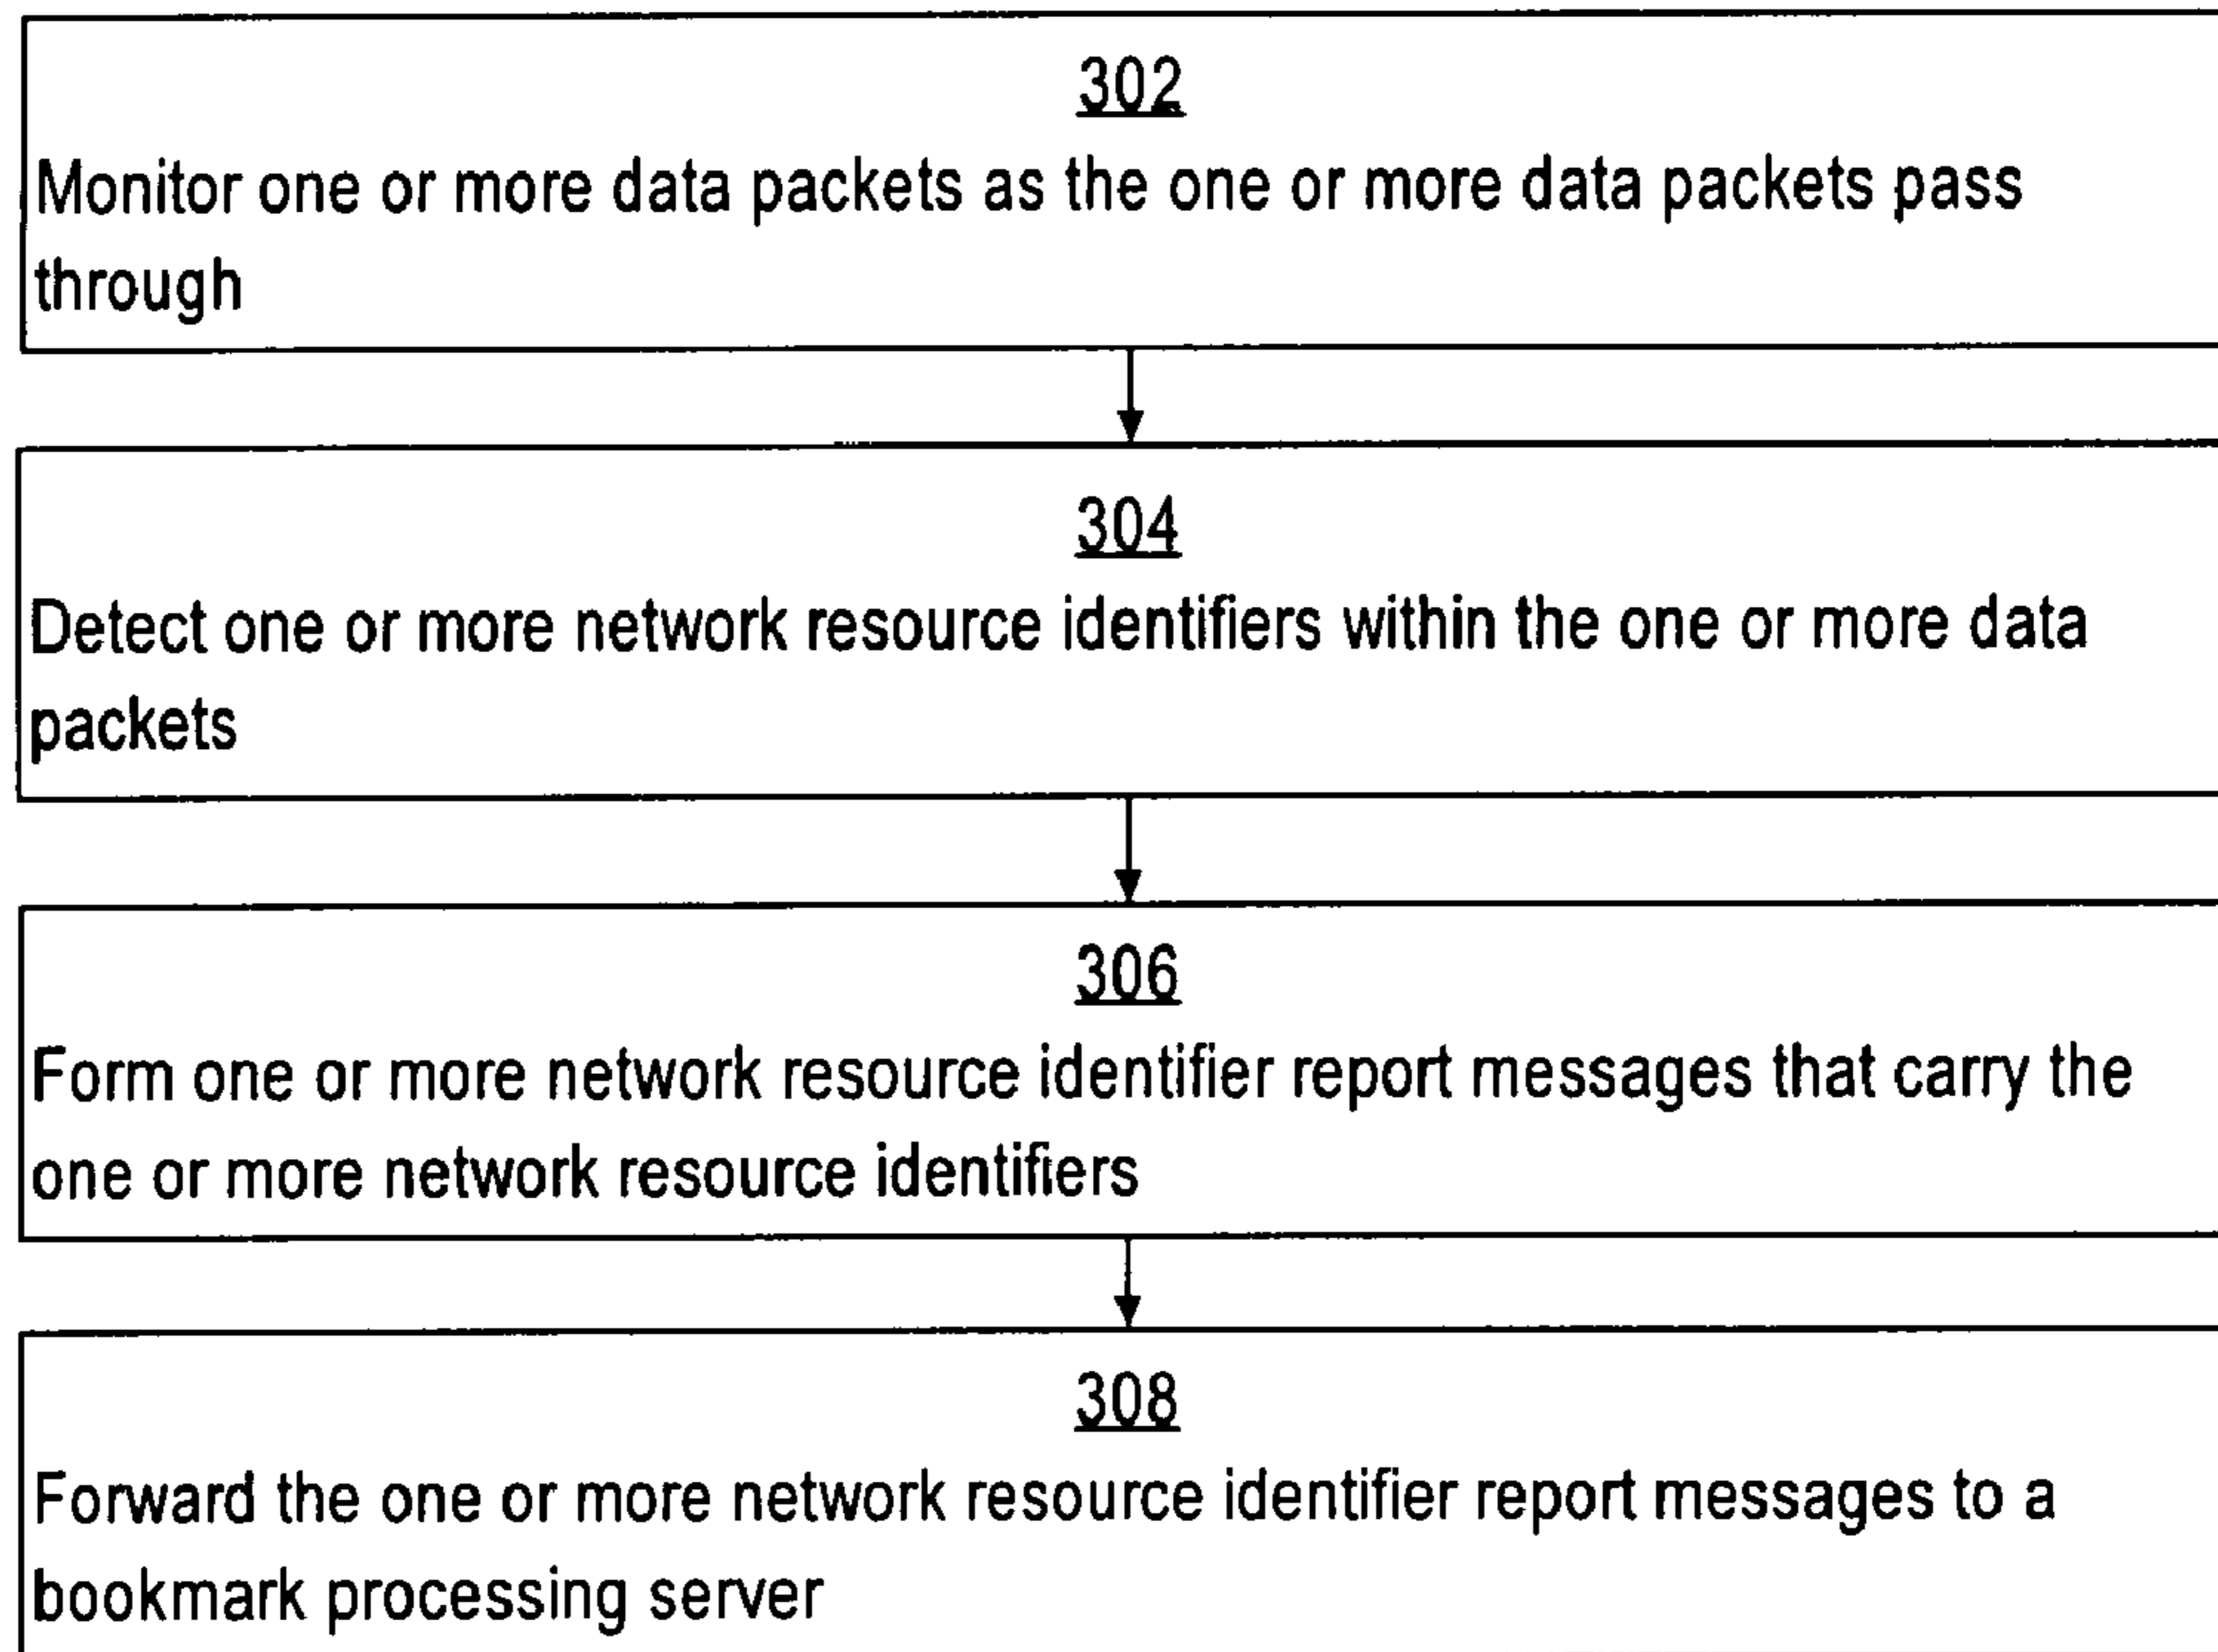 302
Monitor one or more data packets as the one or more data packets pass
through
304
Detect one or more network resource identifiers within the one or more data
packets
306
Form one or more network resource identifier report messages that carry the
one or more network resource identifiers
308
Forward the one or more network resource identifier report messages to a
bookmark processing server